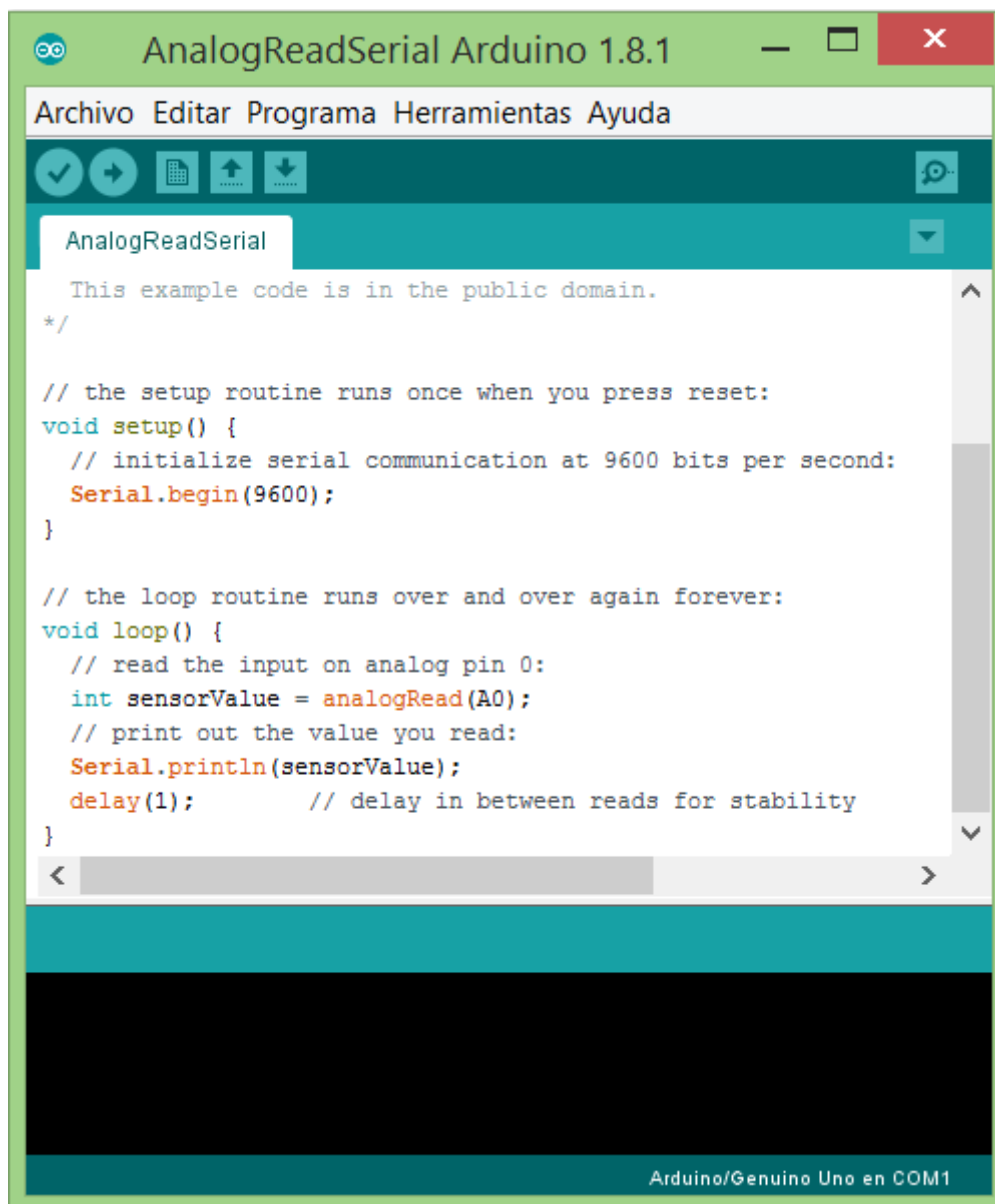 AnalogReadSerial Arduino 1.8.1
Archivo Editar Programa Herramientas Ayuda
AnalogReadSerial
  This example code is in the public domain.
*/

// the setup routine runs once when you press reset:
void setup() {
  // initialize serial communication at 9600 bits per second:
  Serial.begin(9600);
}

// the loop routine runs over and over again forever:
void loop() {
  // read the input on analog pin 0:
  int sensorValue = analogRead(A0);
  // print out the value you read:
  Serial.println(sensorValue);
  delay(1);        // delay in between reads for stability
}
Arduino/Genuino Uno en COM1